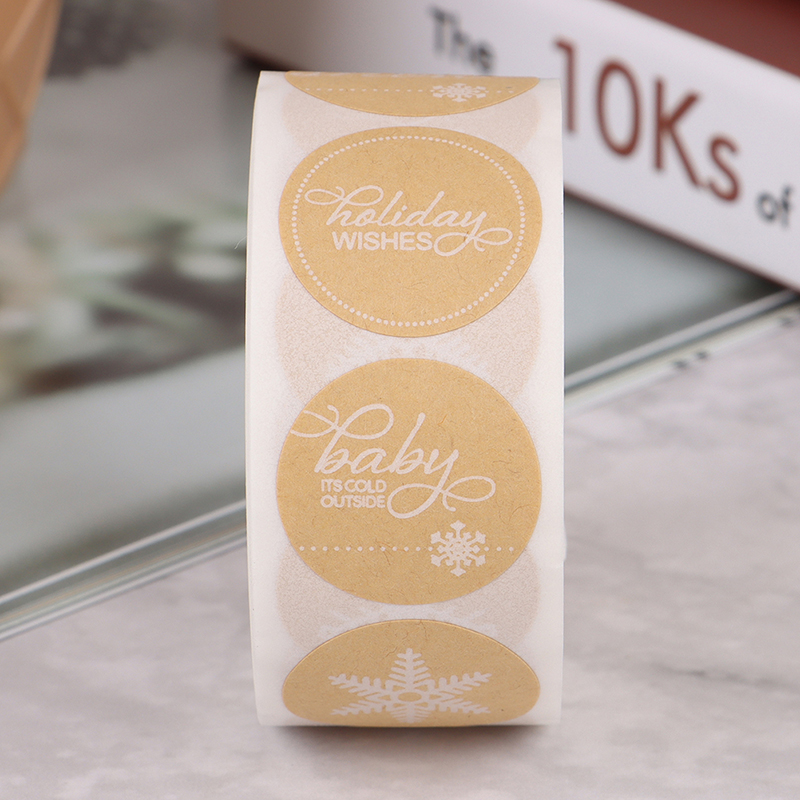 The
10Ks of
holiday
WISHES
baby
ITS COLD
OUTSIDE